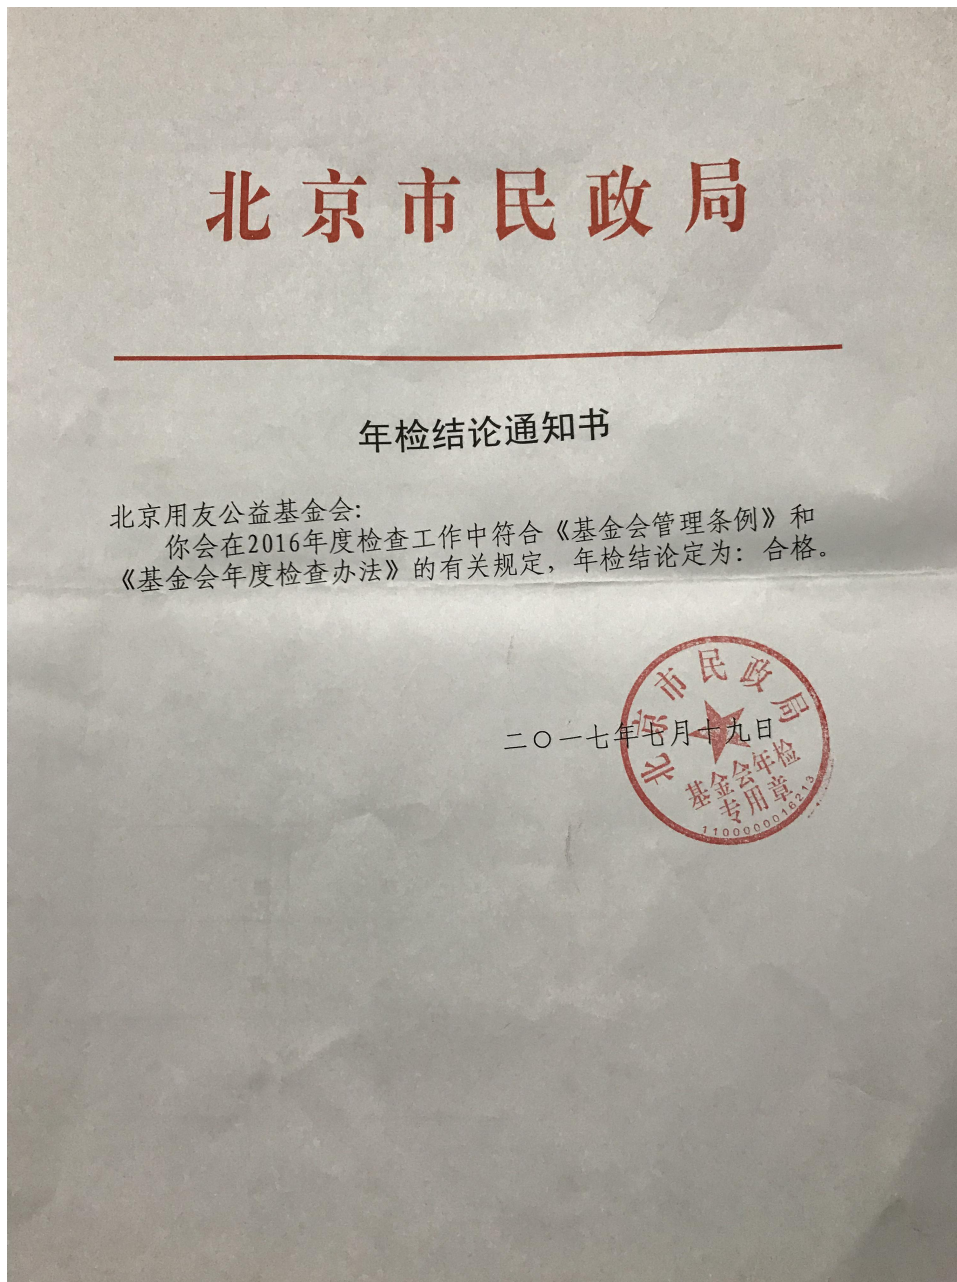 北京市民政局
年检结论通知书
北京用友公益基金会：
你会在2016年度检查工作中符合《基金会管理条例》和
《基金会年度检查办法》的有关规定，年检结论定为：合格。
二〇一七年七月十九日
北京市民政局
基金会年检
专用章
1100000016213